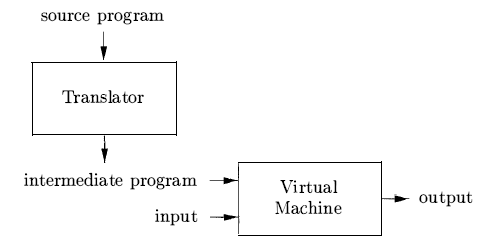 source program
Translator
intermediate program
input
Virtual
Machine
output